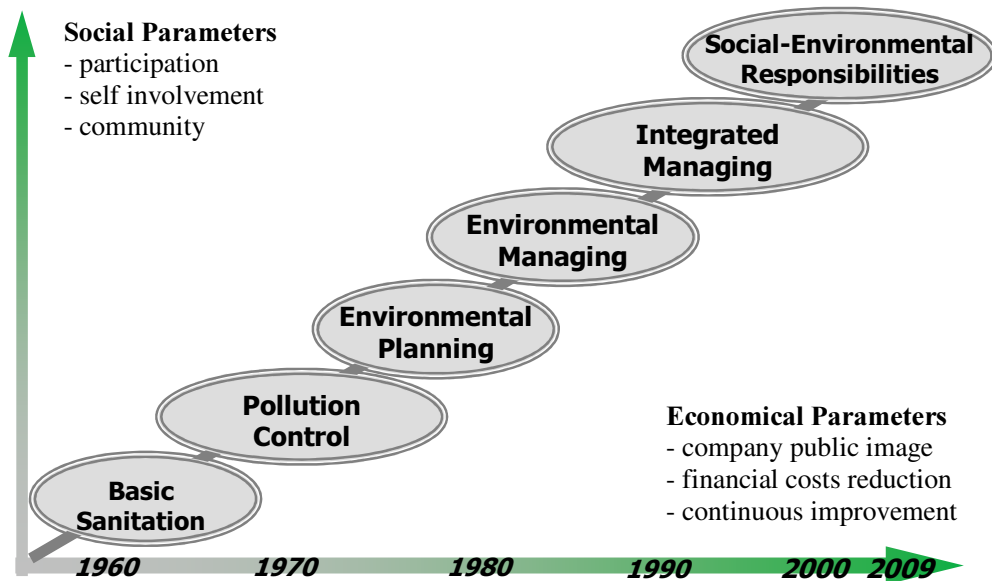 Social Parameters
- participation
- self involvement
- community
Social-Environmental
Responsibilities
Integrated
Managing
Environmental
Managing
Environmental
Planning
Pollution
Control
Basic
Sanitation
Economical Parameters
- company public image
- financial costs reduction
- continuous improvement
1960 1970 1980 1990 2000 2009